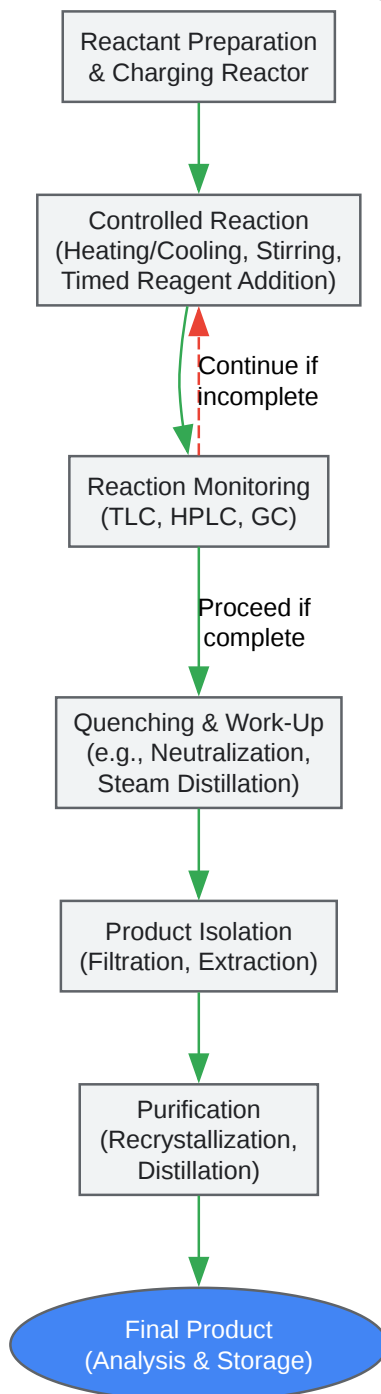 Reactant Preparation
& Charging Reactor
Controlled Reaction
(Heating/Cooling, Stirring,
Timed Reagent Addition)
Continue if
incomplete
Reaction Monitoring
(TLC, HPLC, GC)
Proceed if
complete
Quenching & Work-Up
(e.g., Neutralization,
Steam Distillation)
Product Isolation
(Filtration, Extraction)
Purification
(Recrystallization,
Distillation)
Final Product
(Analysis & Storage)